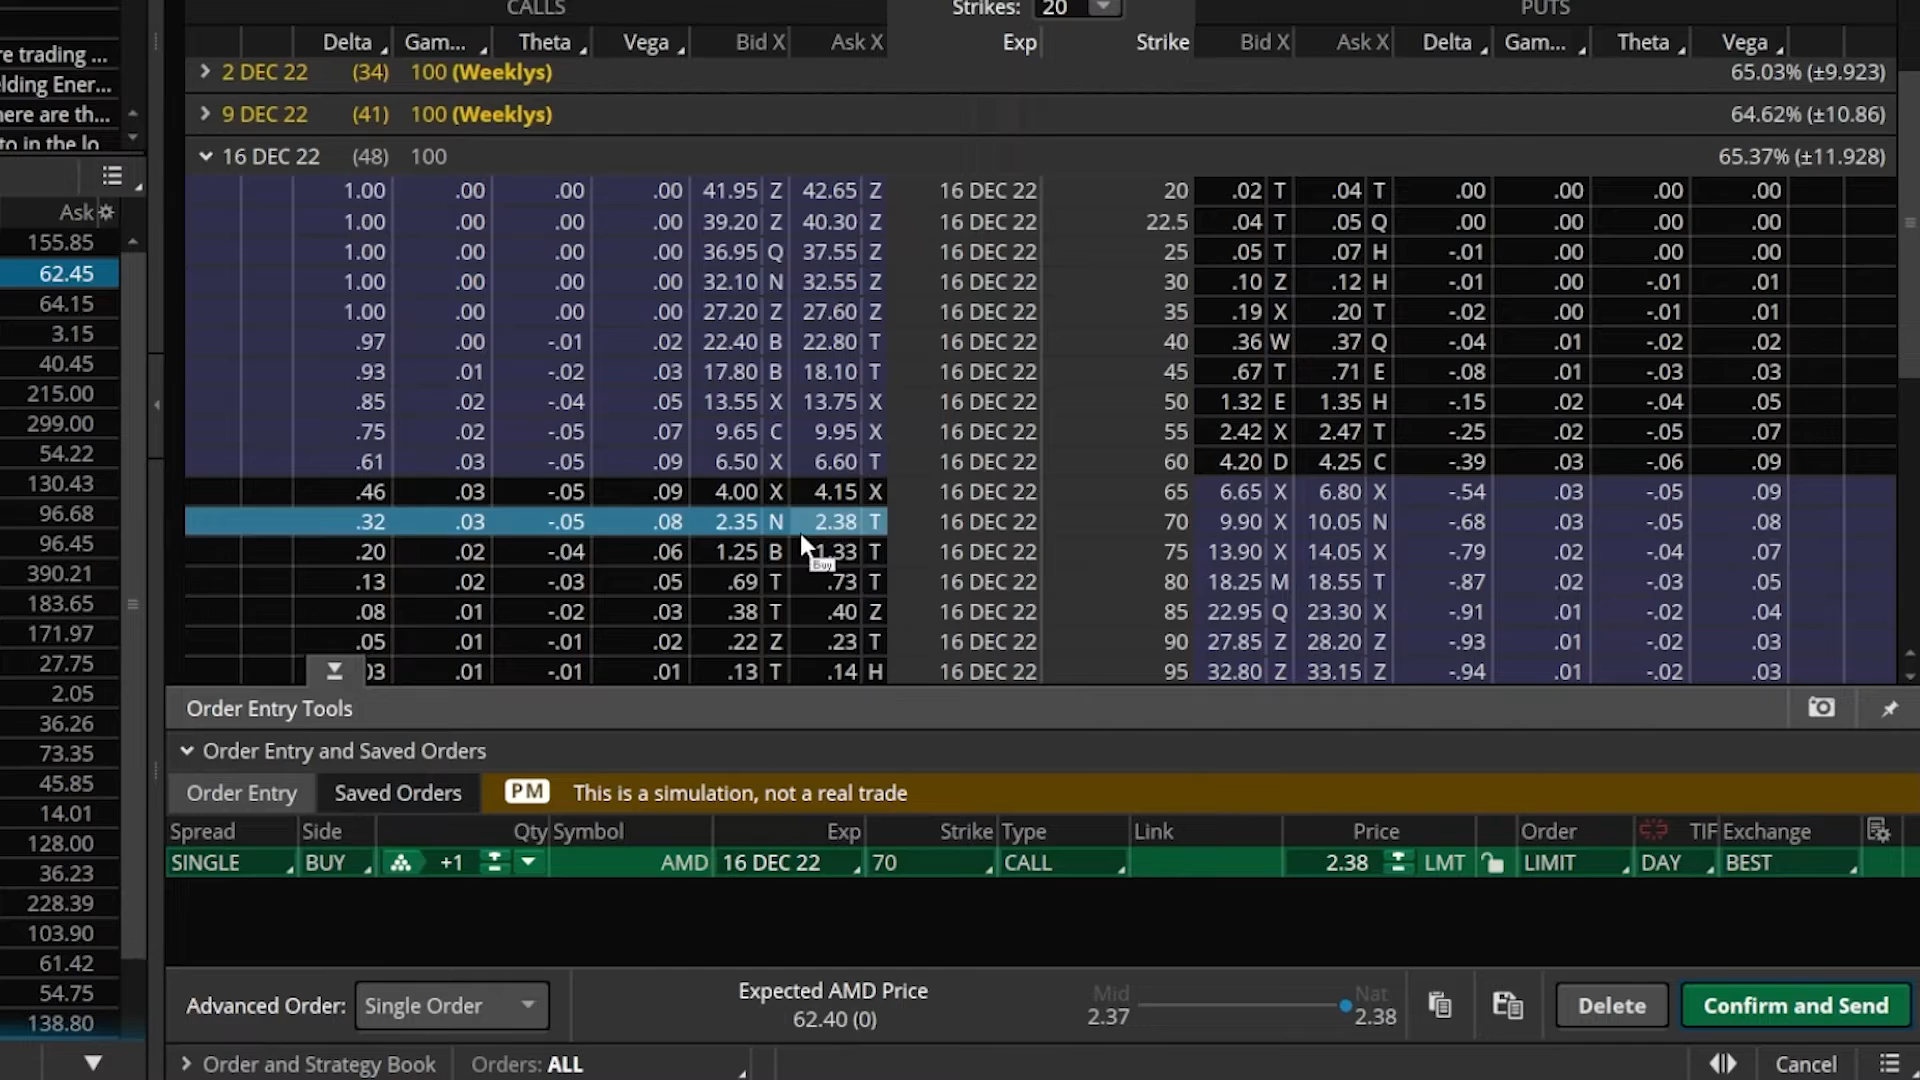 CALLS Strikes: 20 PUTS
Delta Gam... Theta Vega Bid X Ask X Exp Strike Bid X Ask X Delta Gam... Theta Vega
re trading ...
lding Ener...
nere are th...
to in the lo
Ask
155.85
62.45
64.15
3.15
40.45
215.00
299.00
54.22
130.43
96.68
96.45
390.21
183.65
171.97
27.75
2.05
36.26
73.35
45.85
14.01
128.00
36.23
228.39
103.90
61.42
54.75
138.80
2 DEC 22 (34) 100 (Weeklys) 65.03% (±9.923)
9 DEC 22 (41) 100 (Weeklys) 64.62% (±10.86)
16 DEC 22 (48) 100 65.37% (±11.928)
1.00 .00 .00 .00 41.95 Z 42.65 Z 16 DEC 22 20 .02 T .04 T .00 .00 .00 .00
1.00 .00 .00 .00 39.20 Z 40.30 Z 16 DEC 22 22.5 .04 T .05 Q .00 .00 .00 .00
1.00 .00 .00 .00 36.95 Q 37.55 Z 16 DEC 22 25 .05 T .07 H -.01 .00 .00 .00
1.00 .00 .00 .00 32.10 N 32.55 Z 16 DEC 22 30 .10 Z .12 H -.01 .00 -.01 .01
1.00 .00 .00 .00 27.20 Z 27.60 Z 16 DEC 22 35 .19 X .20 T -.02 .00 -.01 .01
.97 .00 -.01 .02 22.40 B 22.80 T 16 DEC 22 40 .36 W .37 Q -.04 .01 -.02 .02
.93 .01 -.02 .03 17.80 B 18.10 T 16 DEC 22 45 .67 T .71 E -.08 .01 -.03 .03
.85 .02 -.04 .05 13.55 X 13.75 X 16 DEC 22 50 1.32 E 1.35 H -.15 .02 -.04 .05
.75 .02 -.05 .07 9.65 C 9.95 X 16 DEC 22 55 2.42 X 2.47 T -.25 .02 -.05 .07
.61 .03 -.05 .09 6.50 X 6.60 T 16 DEC 22 60 4.20 D 4.25 C -.39 .03 -.06 .09
.46 .03 -.05 .09 4.00 X 4.15 X 16 DEC 22 65 6.65 X 6.80 X -.54 .03 -.05 .09
.32 .03 -.05 .08 2.35 N 2.38 T 16 DEC 22 70 9.90 X 10.05 N -.68 .03 -.05 .08
.20 .02 -.04 .06 1.25 B 1.33 T 16 DEC 22 75 13.90 X 14.05 X -.79 .02 -.04 .07
Buy
.13 .02 -.03 .05 .69 T .73 T 16 DEC 22 80 18.25 M 18.55 T -.87 .02 -.03 .05
.08 .01 -.02 .03 .38 T .40 Z 16 DEC 22 85 22.95 Q 23.30 X -.91 .01 -.02 .04
.05 .01 -.01 .02 .22 Z .23 T 16 DEC 22 90 27.85 Z 28.20 Z -.93 .01 -.02 .03
03 .01 -.01 .01 .13 T .14 H 16 DEC 22 95 32.80 Z 33.15 Z -.94 .01 -.02 .03
Order Entry Tools
Order Entry and Saved Orders
Order Entry Saved Orders PM This is a simulation, not a real trade
Spread Side Qty Symbol Exp Strike Type Link Price Order TIF Exchange
SINGLE BUY +1 AMD 16 DEC 22 70 CALL 2.38 LMT LIMIT DAY BEST
Advanced Order: Single Order
Expected AMD Price
62.40 (0)
Mid Nat
2.37 2.38
Delete Confirm and Send
Order and Strategy Book Orders: ALL Cancel